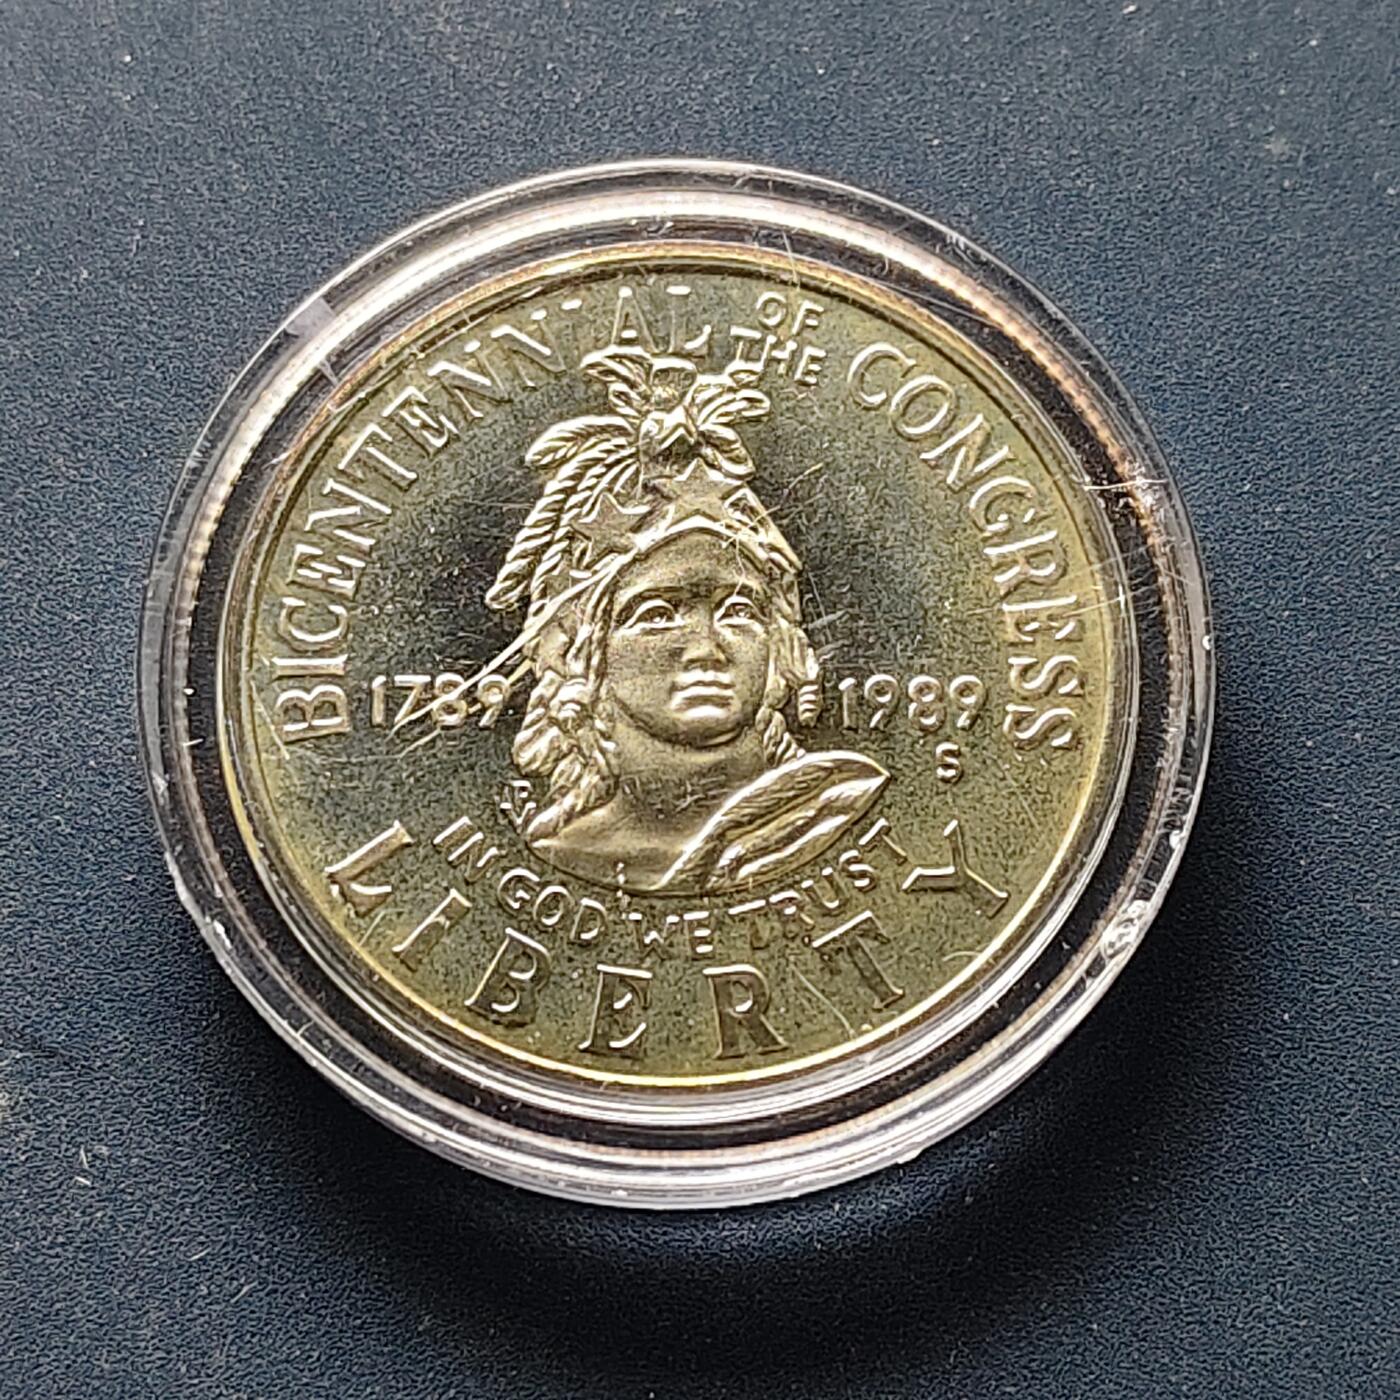 BICENTENNIAL OF THE CONGRESS
1789 1989
S
IN GOD WE TRUST
LIBERTY